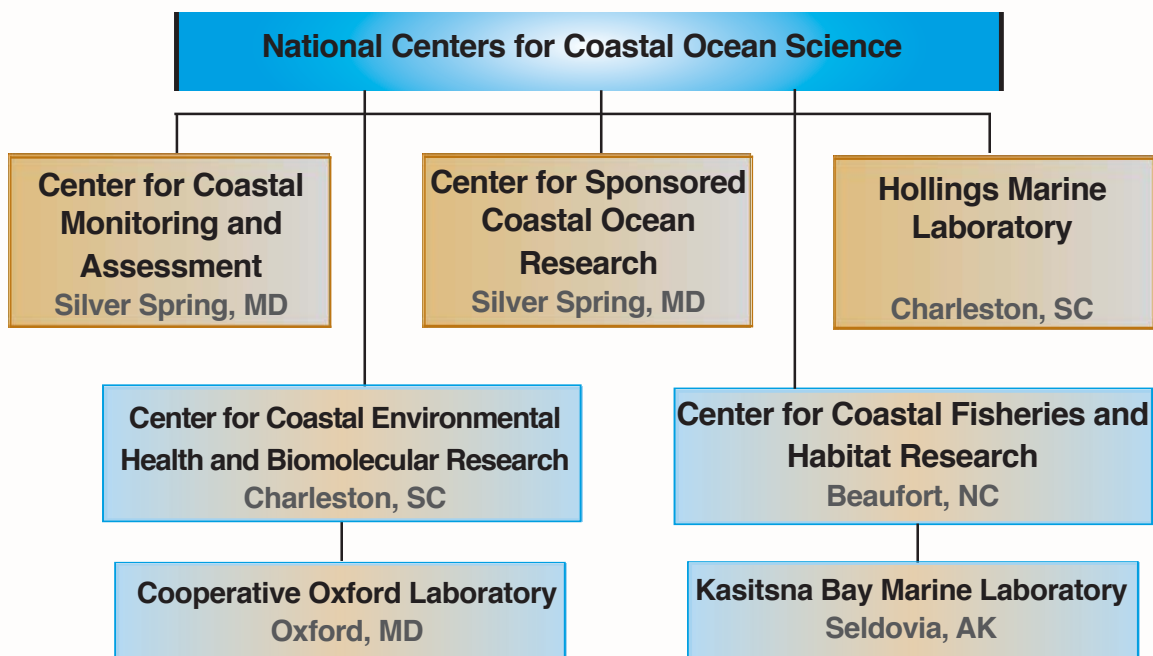 National Centers for Coastal Ocean Science
Center for Coastal
Monitoring and
Assessment
Silver Spring, MD
Center for Sponsored
Coastal Ocean
Research
Silver Spring, MD
Hollings Marine
Laboratory
Charleston, SC
Center for Coastal Environmental
Health and Biomolecular Research
Charleston, SC
Center for Coastal Fisheries and
Habitat Research
Beaufort, NC
Cooperative Oxford Laboratory
Oxford, MD
Kasitsna Bay Marine Laboratory
Seldovia, AK